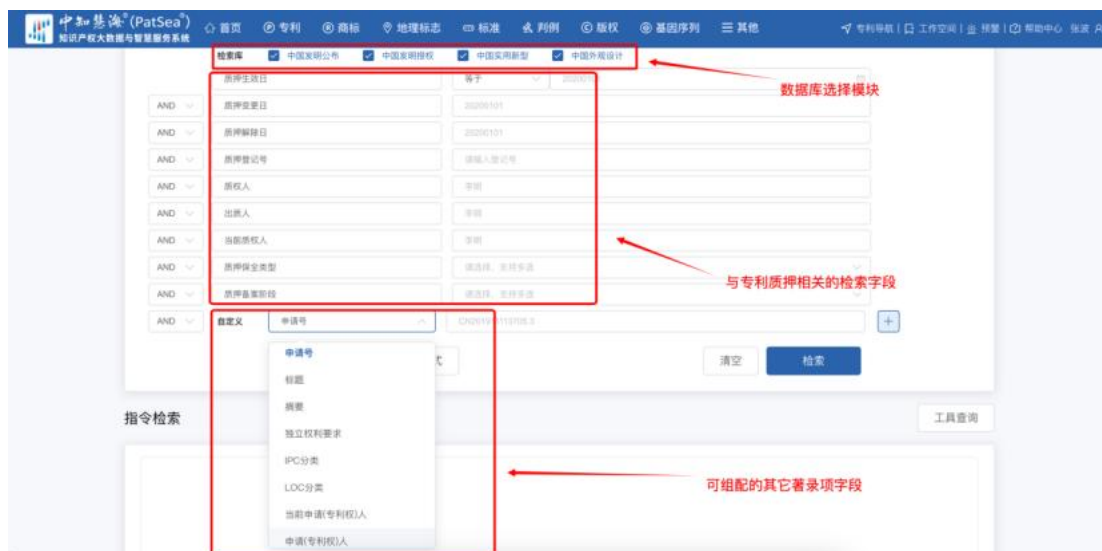 中知慧海®(PatSea®)
知识产权大数据与智慧服务系统
首页 专利 商标 地理标志 标准 判例 版权 基因序列 其他
专利导航 | 工作空间 | 预警 | 帮助中心 张波
检索库 中国发明公布 中国发明授权 中国实用新型 中国外观设计
数据库选择模块
质押生效日 等于
AND 质押变更日 20200101
AND 质押解除日 20200101
AND 质押登记号 请输入登记号
AND 质权人 李明
AND 出质人 李明
AND 当前质权人 李明
AND 质押保全类型 请选择，支持多选
与专利质押相关的检索字段
AND 质押备案阶段 请选择，支持多选
AND 自定义 申请号
申请号
清空 检索
标题
摘要
指令检索 工具查询
独立权利要求
IPC分类
LOC分类
可组配的其它著录项字段
当前申请(专利权)人
申请(专利权)人